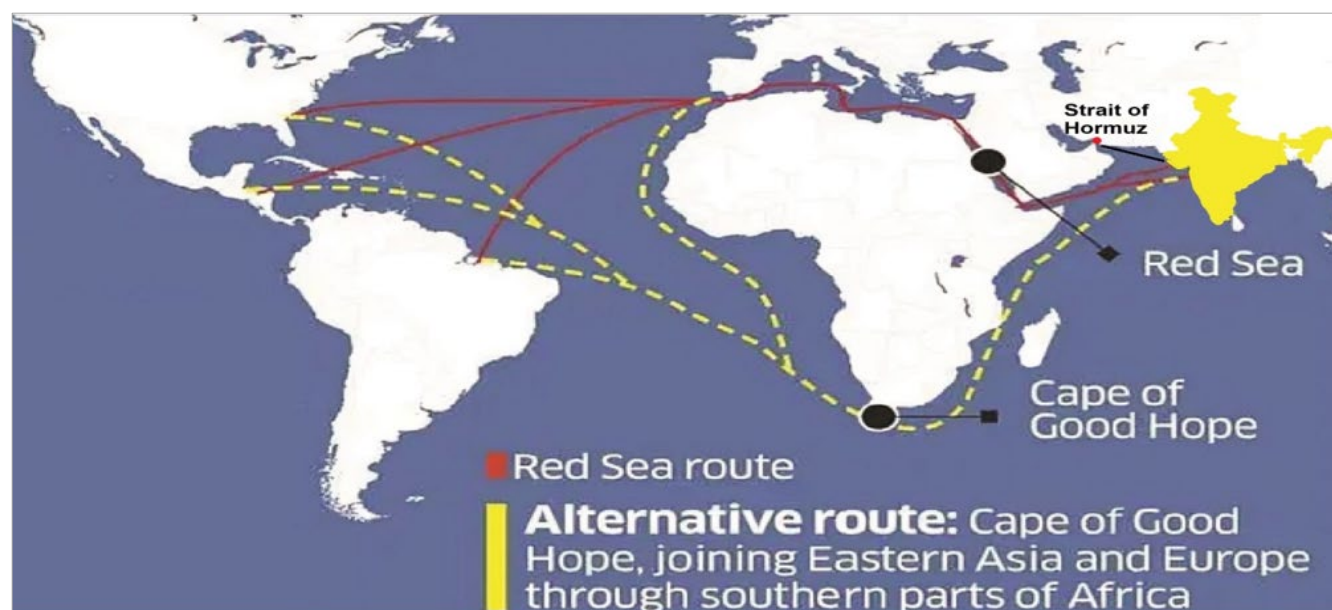 Strait of
Hormuz
Red Sea
Cape of
Good Hope
Red Sea route
Alternative route: Cape of Good
Hope, joining Eastern Asia and Europe
through southern parts of Africa